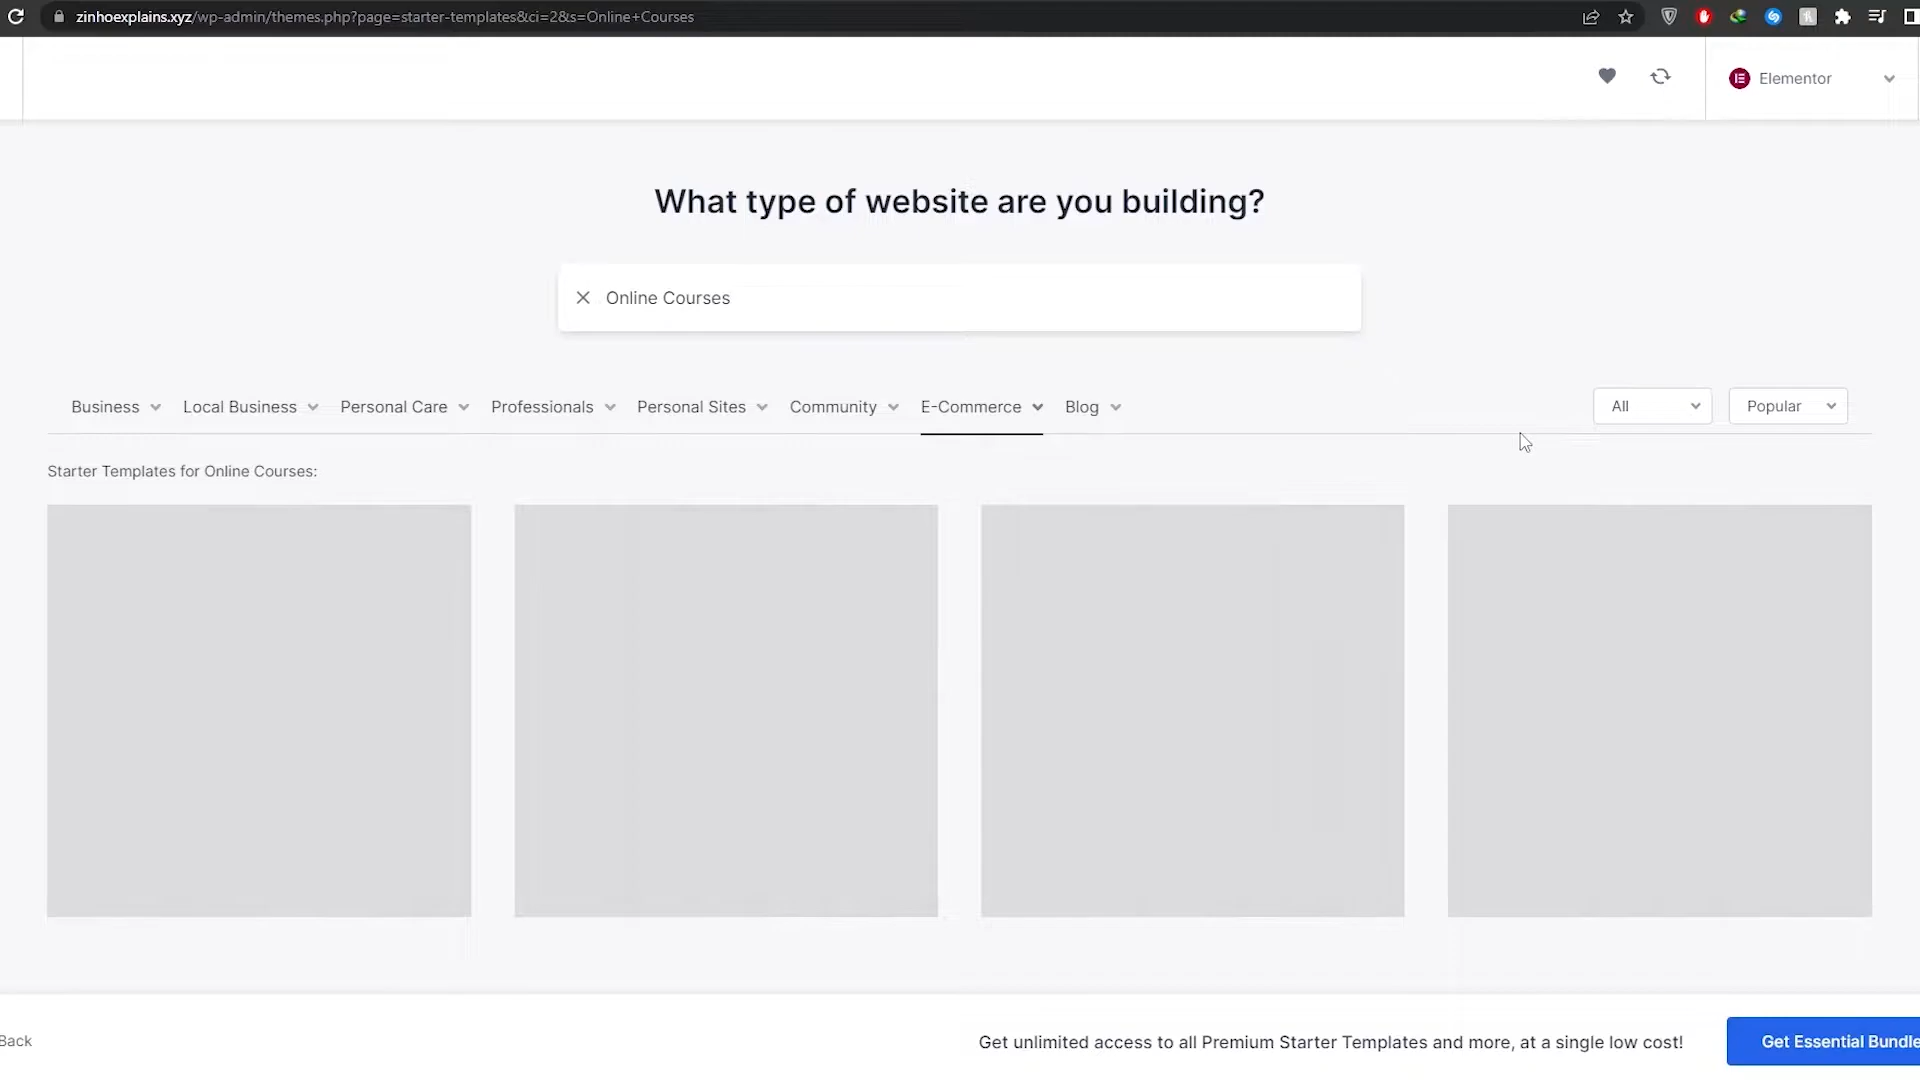 zinhoexplains.xyz/wp-admin/themes.php?page=starter-templates&ci=2&s=Online+Courses
Elementor
What type of website are you building?
Online Courses
Business Local Business Personal Care Professionals Personal Sites Community E-Commerce Blog All Popular
Starter Templates for Online Courses:
Back Get unlimited access to all Premium Starter Templates and more, at a single low cost! Get Essential Bundle